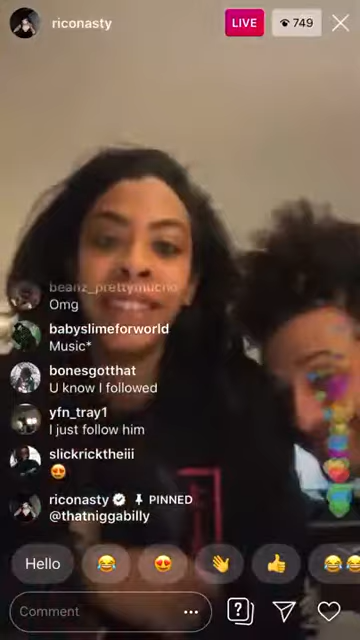 riconasty
LIVE
749
beanz_prettymucho
Omg
babyslimeforworld
Music*
bonesgotthat
U know I followed
yfn_tray1
I just follow him
slickricktheiii
riconasty PINNED
@thatniggabilly
Hello
Comment